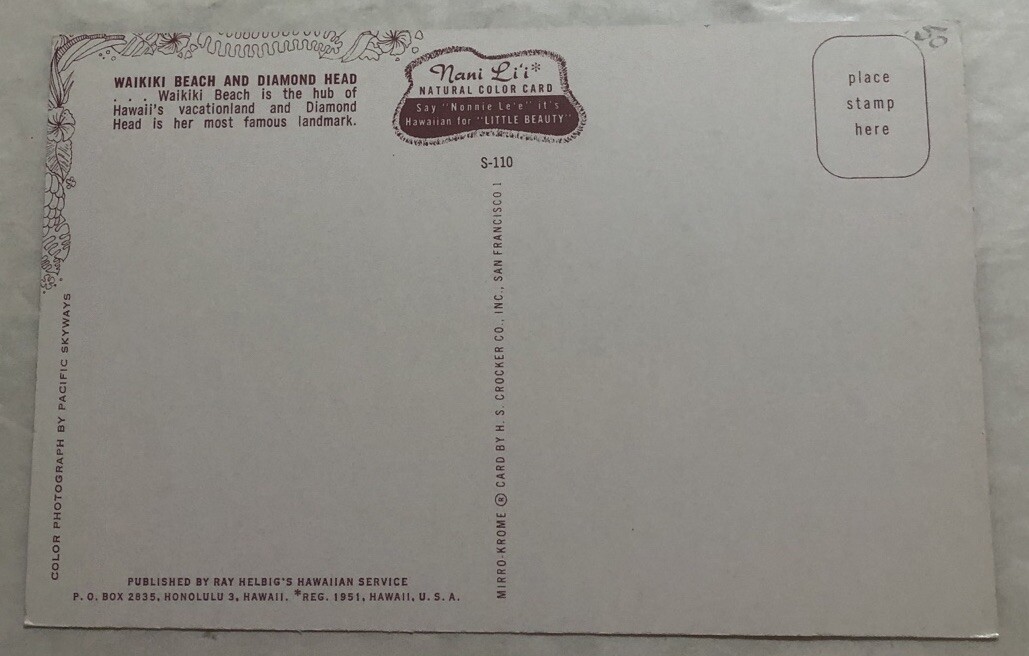 WAIKIKI BEACH AND DIAMOND HEAD
. . . Waikiki Beach is the hub of
Hawaii's vacationland and Diamond
Head is her most famous landmark.
Nani Li'i*
NATURAL COLOR CARD
Say "Nonnie Le'e" it's
Hawaiian for "LITTLE BEAUTY"
S-110
place
stamp
here
COLOR PHOTOGRAPH BY PACIFIC SKYWAYS
MIRRO-KROME ® CARD BY H. S. CROCKER CO., INC., SAN FRANCISCO 1
PUBLISHED BY RAY HELBIG'S HAWAIIAN SERVICE
P. O. BOX 2835, HONOLULU 3, HAWAII. *REG. 1951, HAWAII, U. S. A.